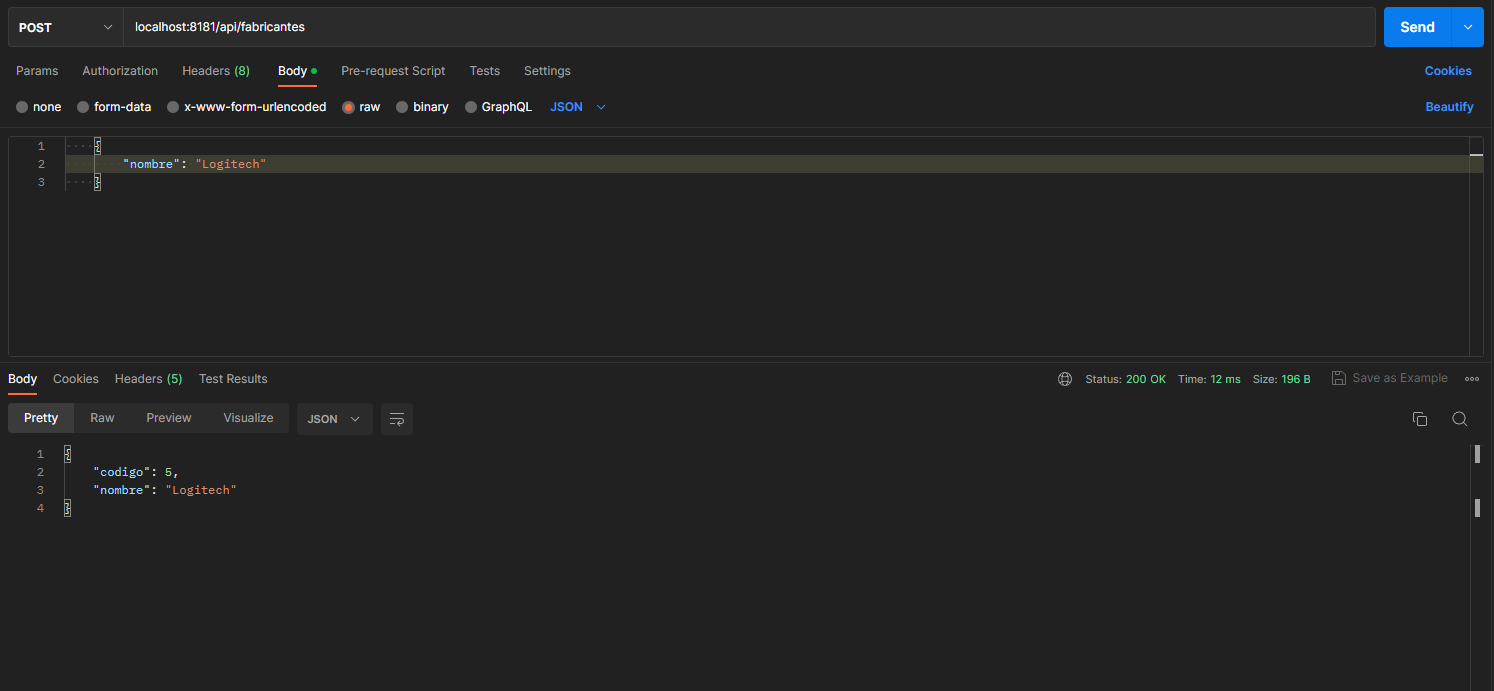 POST localhost:8181/api/fabricantes Send
Params Authorization Headers (8) Body Pre-request Script Tests Settings Cookies
none form-data x-www-form-urlencoded raw binary GraphQL JSON Beautify
1 {
2 "nombre": "Logitech"
3 }
Body Cookies Headers (5) Test Results Status: 200 OK Time: 12 ms Size: 196 B Save as Example
Pretty Raw Preview Visualize JSON
1 {
2 "codigo": 5,
3 "nombre": "Logitech"
4 }